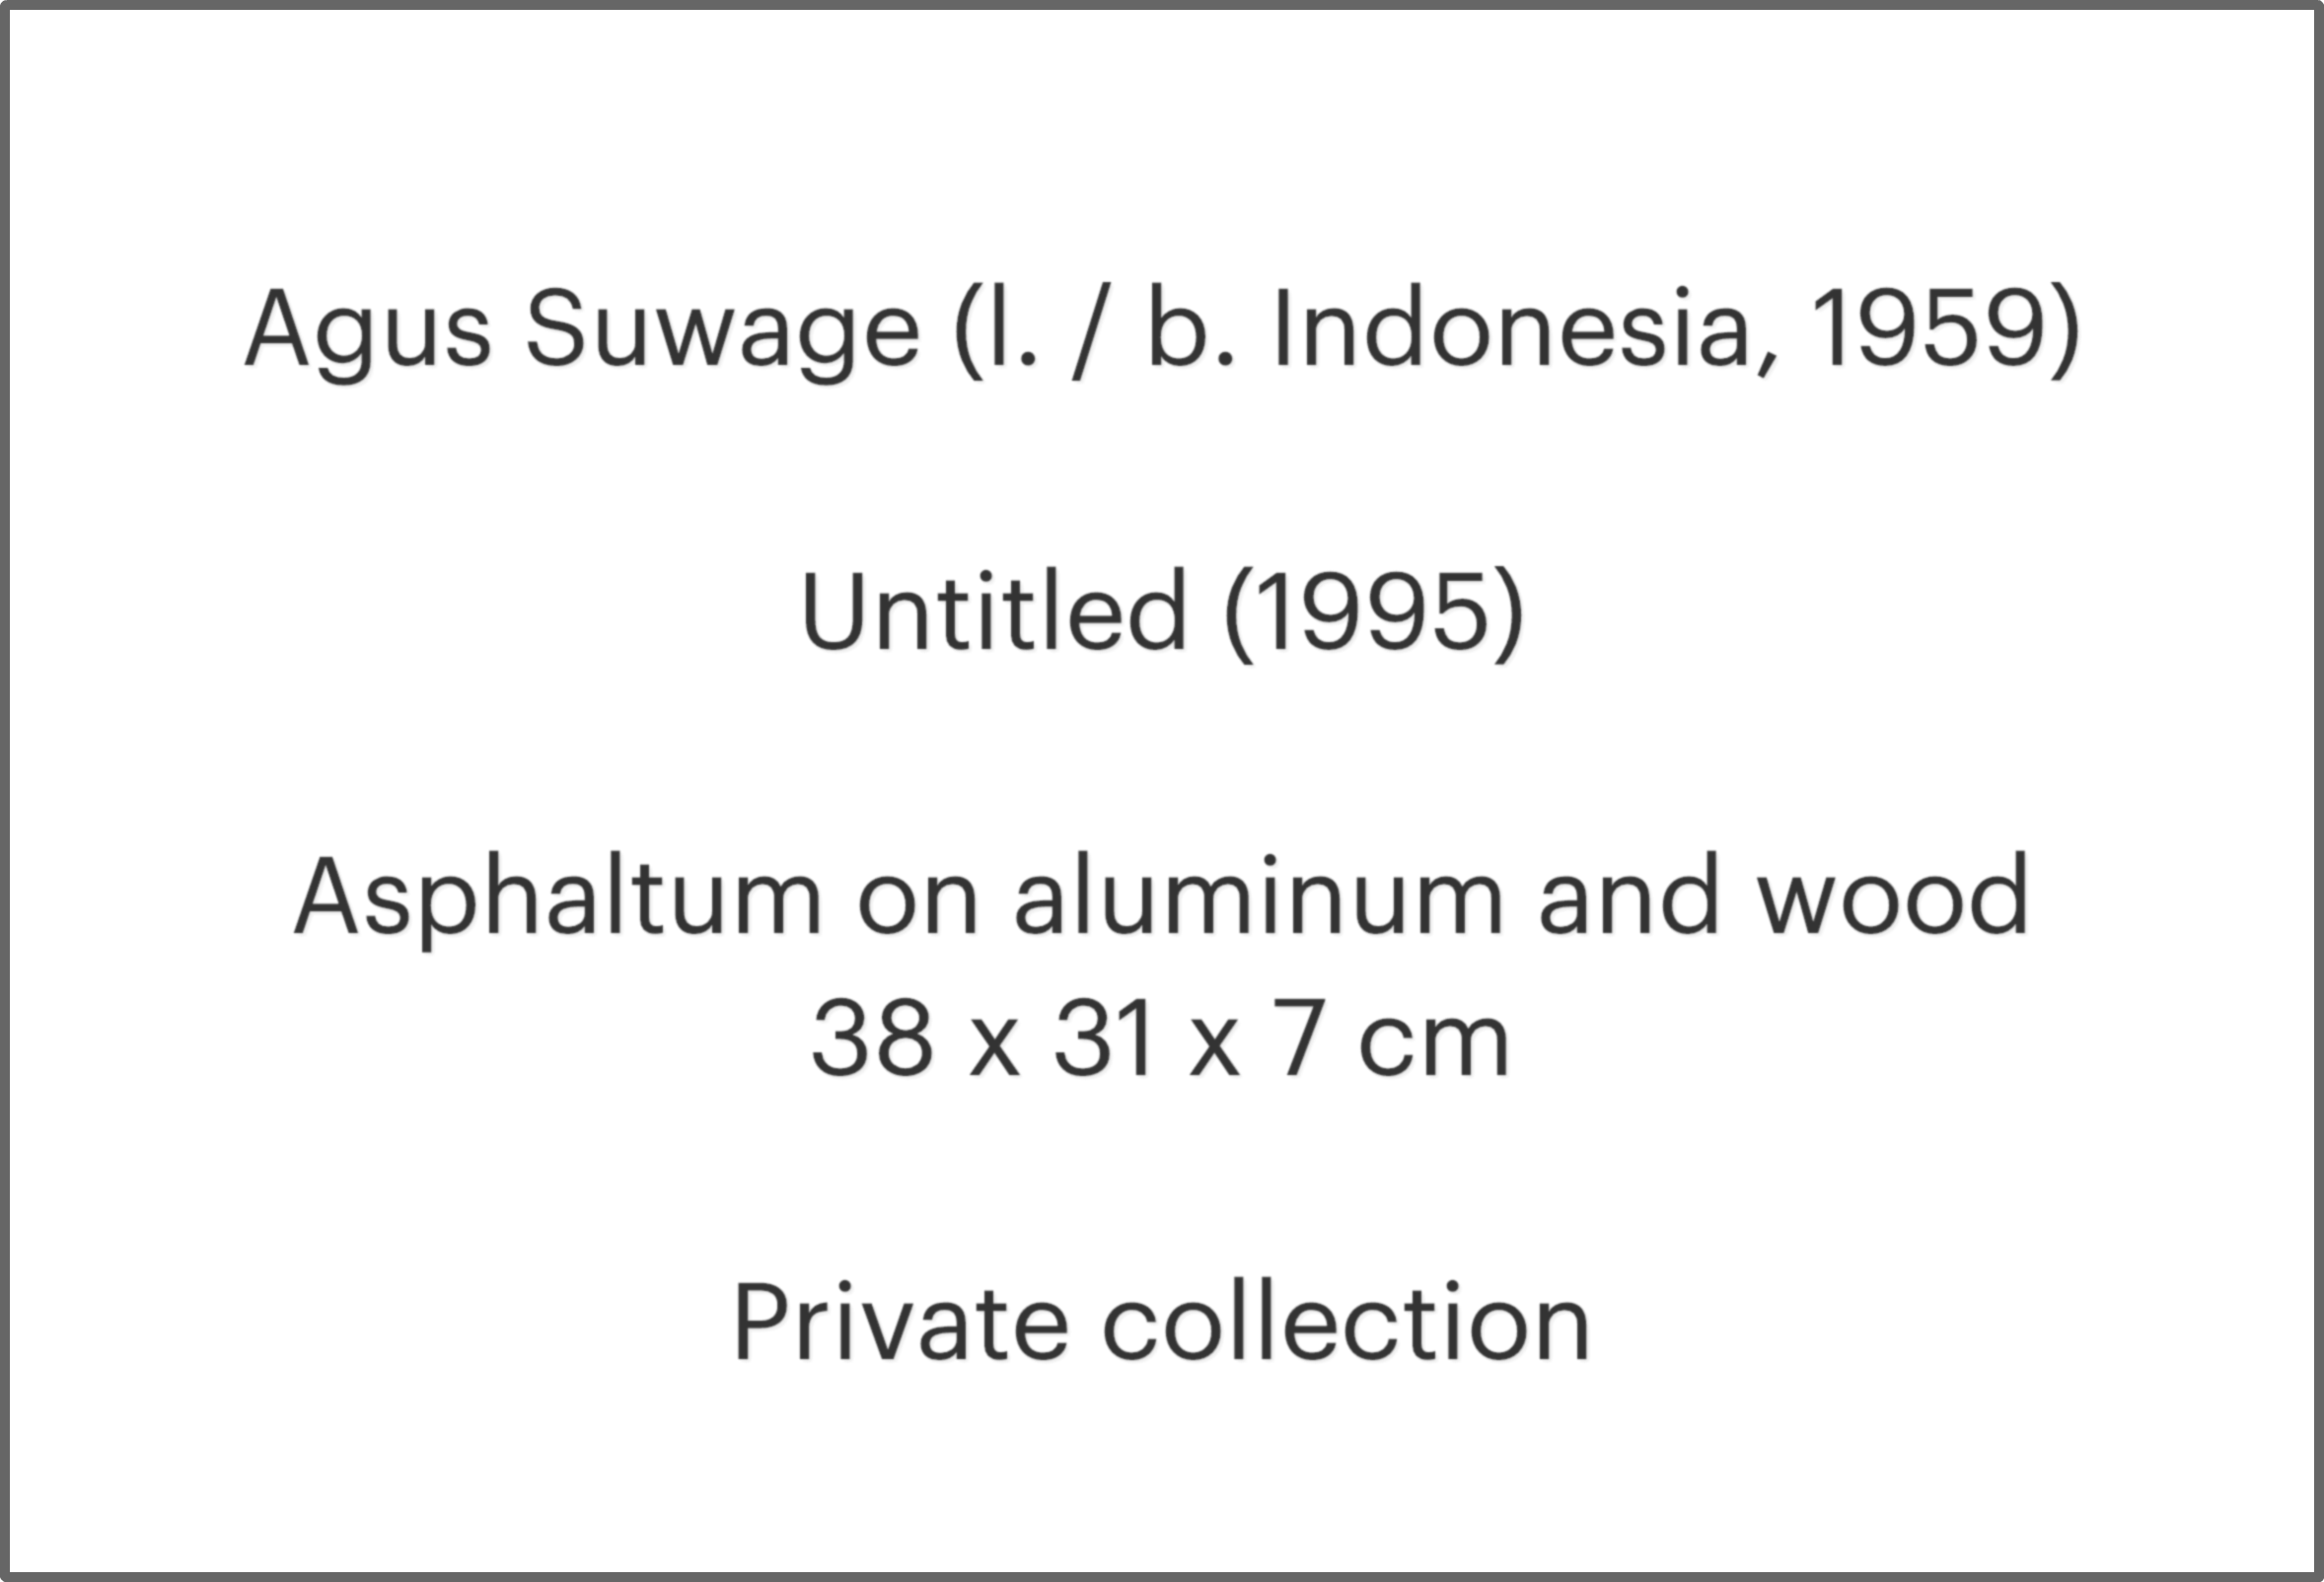 Agus Suwage (l. / b. Indonesia, 1959)
Untitled (1995)
Asphaltum on aluminum and wood
38 x 31 x 7 cm
Private collection